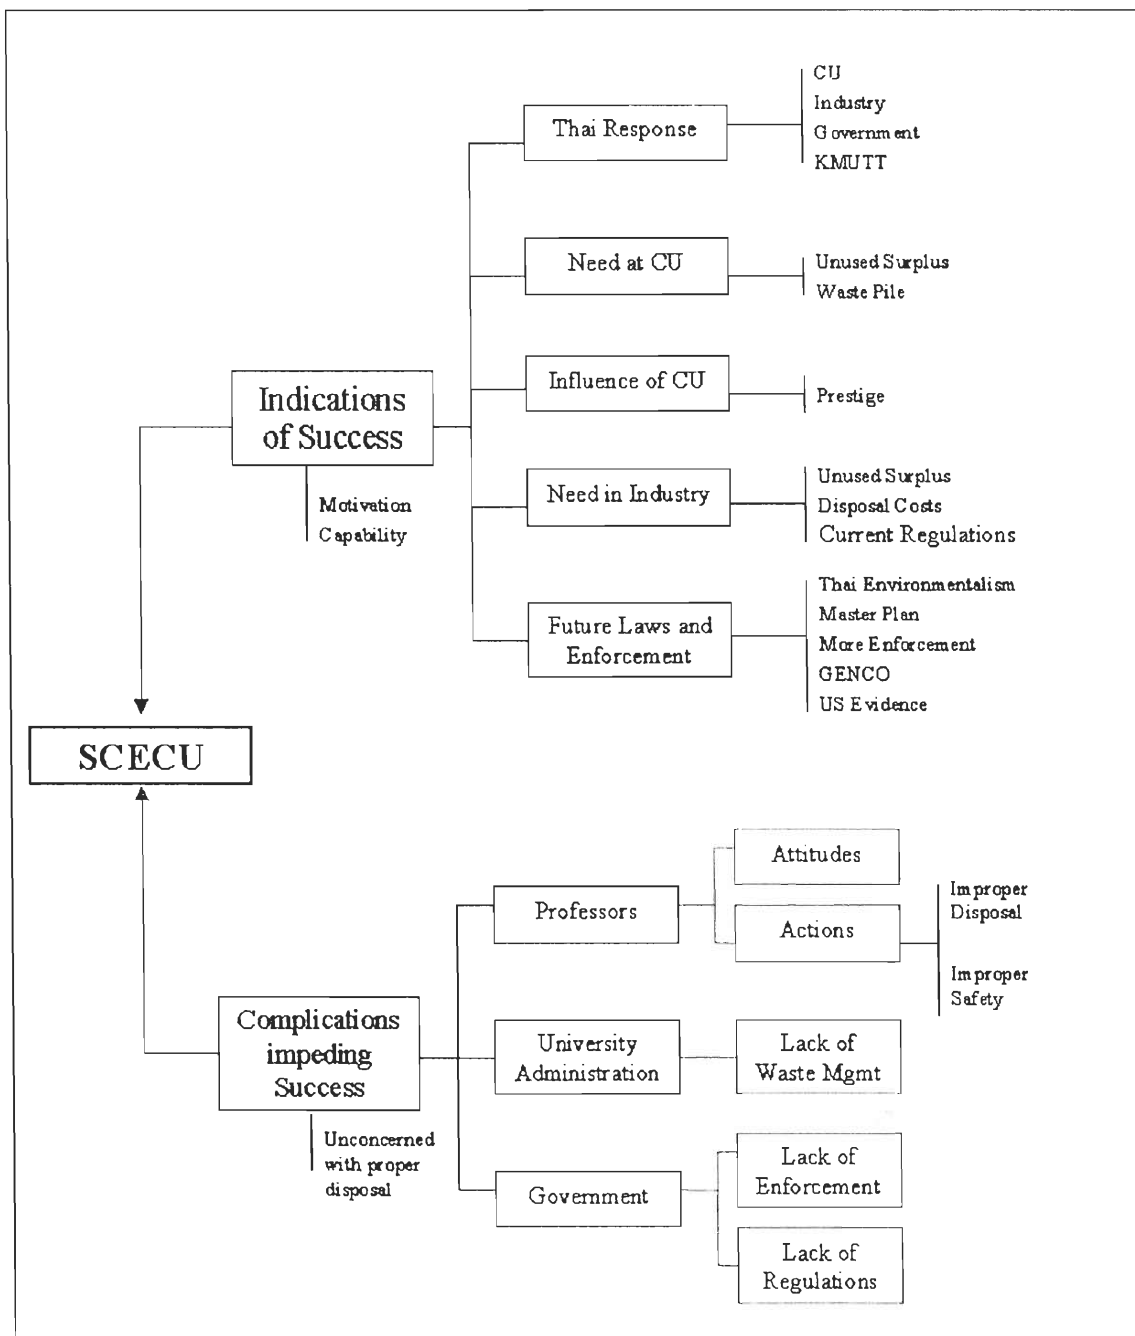 CU
Industry
Government
KMUTT
Thai Response
Need at CU
Unused Surplus
Waste Pile
Influence of CU
Prestige
Indications
of Success
Motivation
Capability
Need in Industry
Unused Surplus
Disposal Costs
Current Regulations
Future Laws and
Enforcement
Thai Environmentalism
Master Plan
More Enforcement
GENCO
US Evidence
SCECU
Complications
impeding
Success
Unconcerned
with proper
disposal
Professors
Attitudes
Actions
Improper
Disposal
Improper
Safety
University
Administration
Lack of
Waste Mgmt
Government
Lack of
Enforcement
Lack of
Regulations